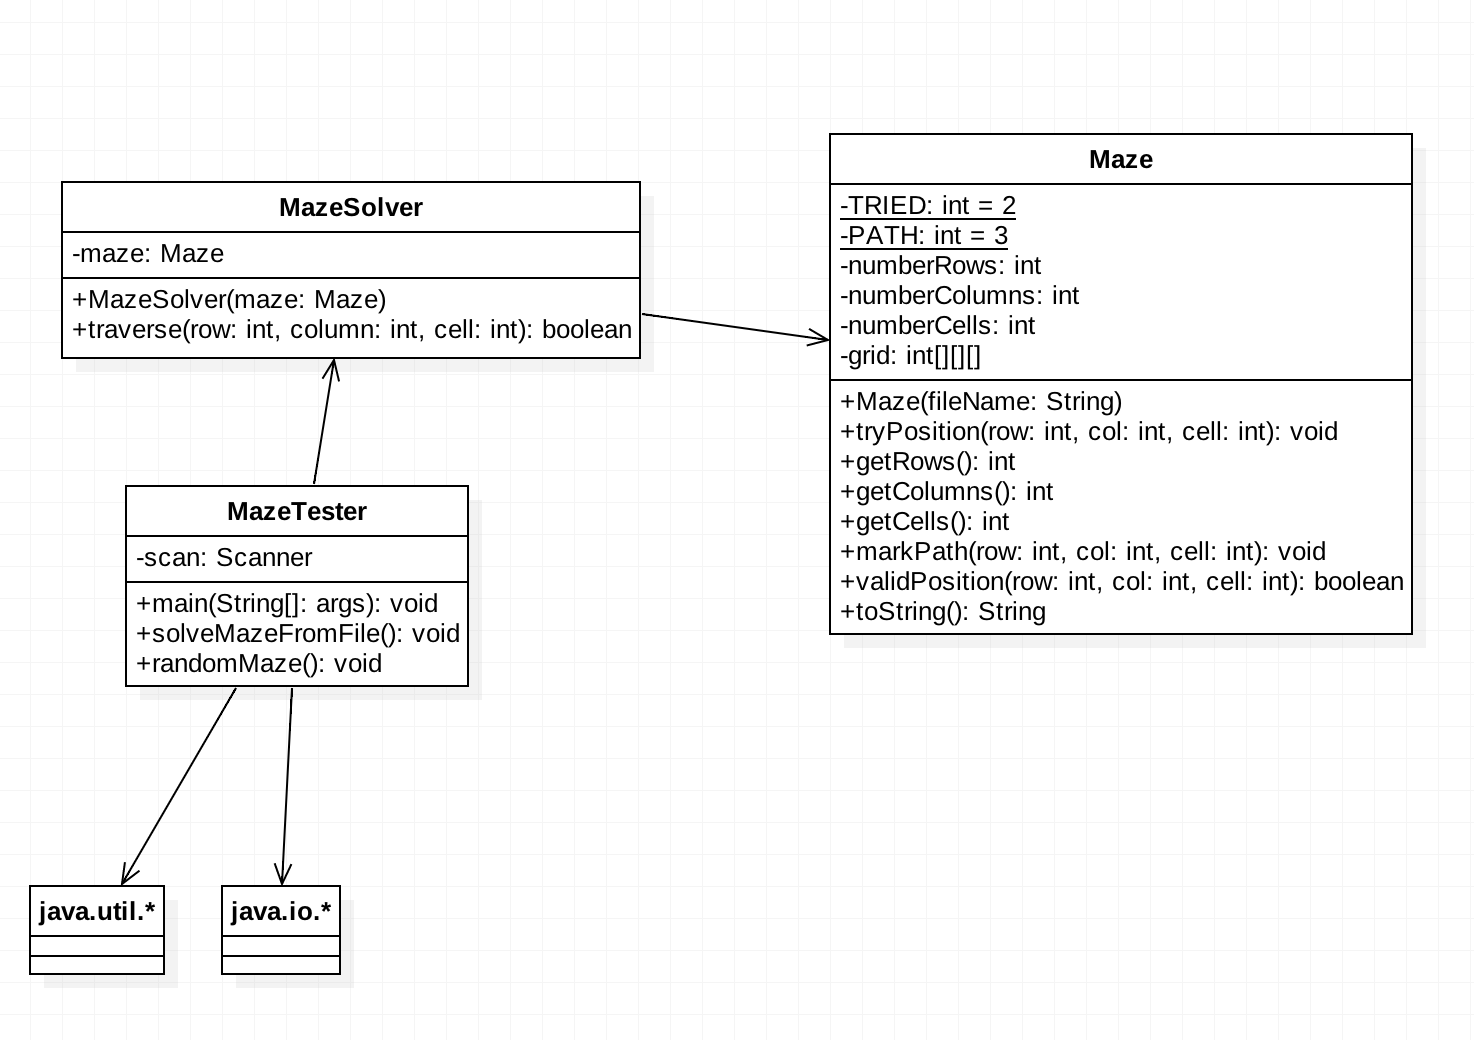 MazeSolver
-maze: Maze
+MazeSolver(maze: Maze)
+traverse(row: int, column: int, cell: int): boolean
Maze
-TRIED: int = 2
-PATH: int = 3
-numberRows: int
-numberColumns: int
-numberCells: int
-grid: int[][][]
+Maze(fileName: String)
+tryPosition(row: int, col: int, cell: int): void
+getRows(): int
+getColumns(): int
+getCells(): int
+markPath(row: int, col: int, cell: int): void
+validPosition(row: int, col: int, cell: int): boolean
+toString(): String
MazeTester
-scan: Scanner
+main(String[]: args): void
+solveMazeFromFile(): void
+randomMaze(): void
java.util.*
java.io.*